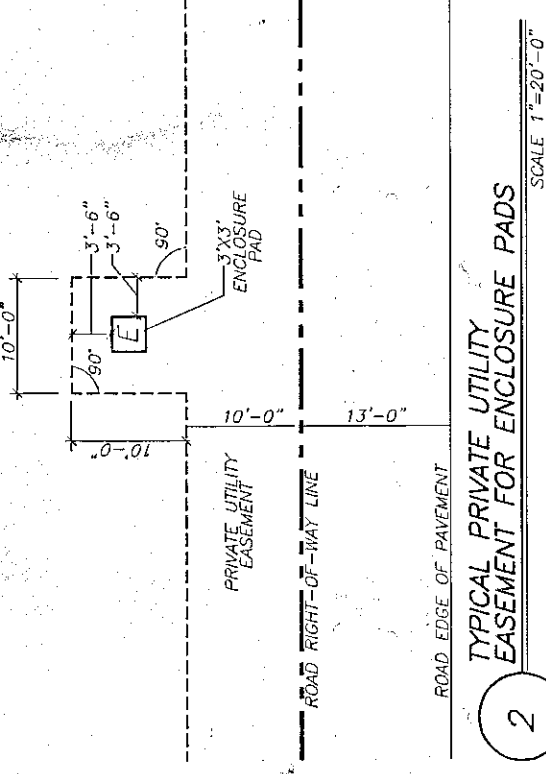 10'-0"
3'-6"
3'-6"
90°
90°
E
3'X3'
ENCLOSURE
PAD
10'-0"
10'-0"
13'-0"
PRIVATE UTILITY
EASEMENT
ROAD RIGHT-OF-WAY LINE
ROAD EDGE OF PAVEMENT
2
TYPICAL PRIVATE UTILITY
EASEMENT FOR ENCLOSURE PADS
SCALE 1"=20'-0"